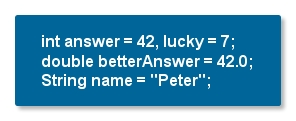 int answer = 42, lucky = 7;
double betterAnswer = 42.0;
String name = "Peter";